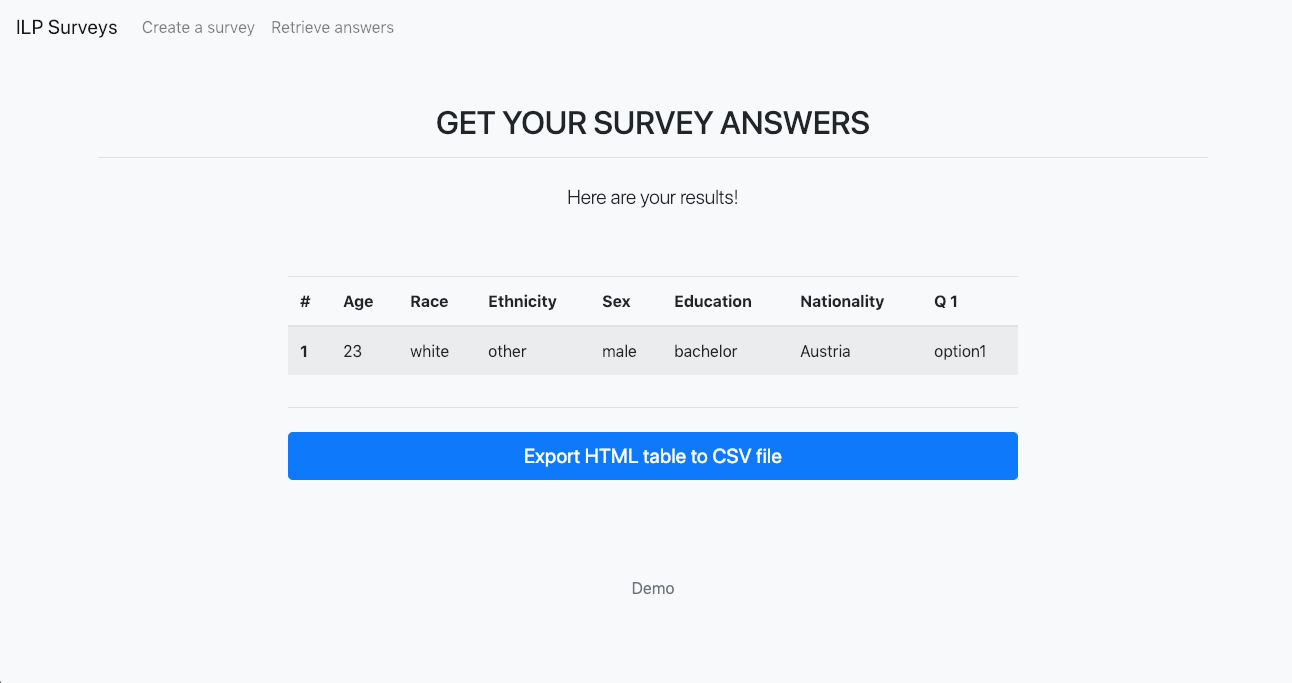 ILP Surveys Create a survey Retrieve answers
GET YOUR SURVEY ANSWERS
Here are your results!
# Age Race Ethnicity Sex Education Nationality Q 1
1 23 white other male bachelor Austria option1
Export HTML table to CSV file
Demo